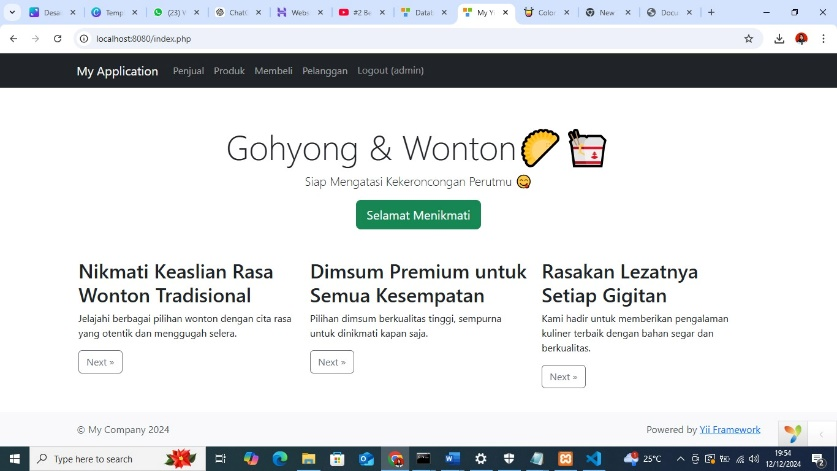 Desai
Temp
(23) V
ChatG
Webs
#2 Be
Datal
My Y
Color
New
Docu
localhost:8080/index.php
My Application Penjual Produk Membeli Pelanggan Logout (admin)
Gohyong & Wonton🥟🥡
Siap Mengatasi Kekeroncongan Perutmu 😋
Selamat Menikmati
Nikmati Keaslian Rasa
Wonton Tradisional
Jelajahi berbagai pilihan wonton dengan cita rasa
yang otentik dan menggugah selera.
Next »
Dimsum Premium untuk
Semua Kesempatan
Pilihan dimsum berkualitas tinggi, sempurna
untuk dinikmati kapan saja.
Next »
Rasakan Lezatnya
Setiap Gigitan
Kami hadir untuk memberikan pengalaman
kuliner terbaik dengan bahan segar dan
berkualitas.
Next »
© My Company 2024
Powered by Yii Framework
Type here to search
25°C
19:54
12/12/2024